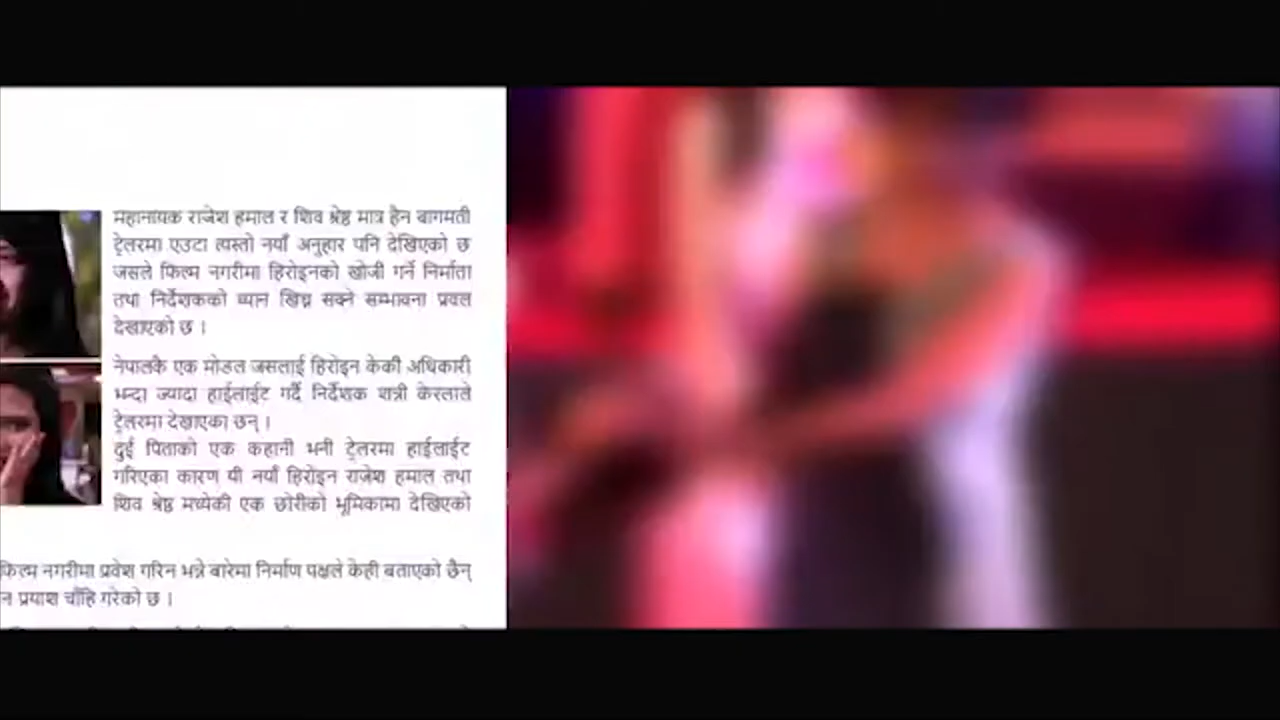 महानायक राजेश हमाल र शिव श्रेष्ठ मात्र हैन बागमती
ट्रेलरमा एउटा त्यस्तो नयाँ अनुहार पनि देखिएको छ
जसले फिल्म नगरीमा हिरोइनको खोजी गर्ने निर्माता
तथा निर्देशकको ध्यान खिच्न सक्ने सम्भावना प्रवल
देखाएको छ ।
नेपालकै एक मोडल जसलाई हिरोइन केकी अधिकारी
भन्दा ज्यादा हाईलाईट गर्दै निर्देशक शन्नी केरलाले
ट्रेलरमा देखाएका छन् ।
दुई पिताको एक कहानी भनी ट्रेलरमा हाईलाईट
गरिएका कारण यी नयाँ हिरोइन राजेश हमाल तथा
शिव श्रेष्ठ मध्येकी एक छोरीको भूमिकामा देखिएको
फिल्म नगरीमा प्रवेश गरिन भन्ने बारेमा निर्माण पक्षले केही बताएको छैन्
न प्रयाश चाँहि गरेको छ ।